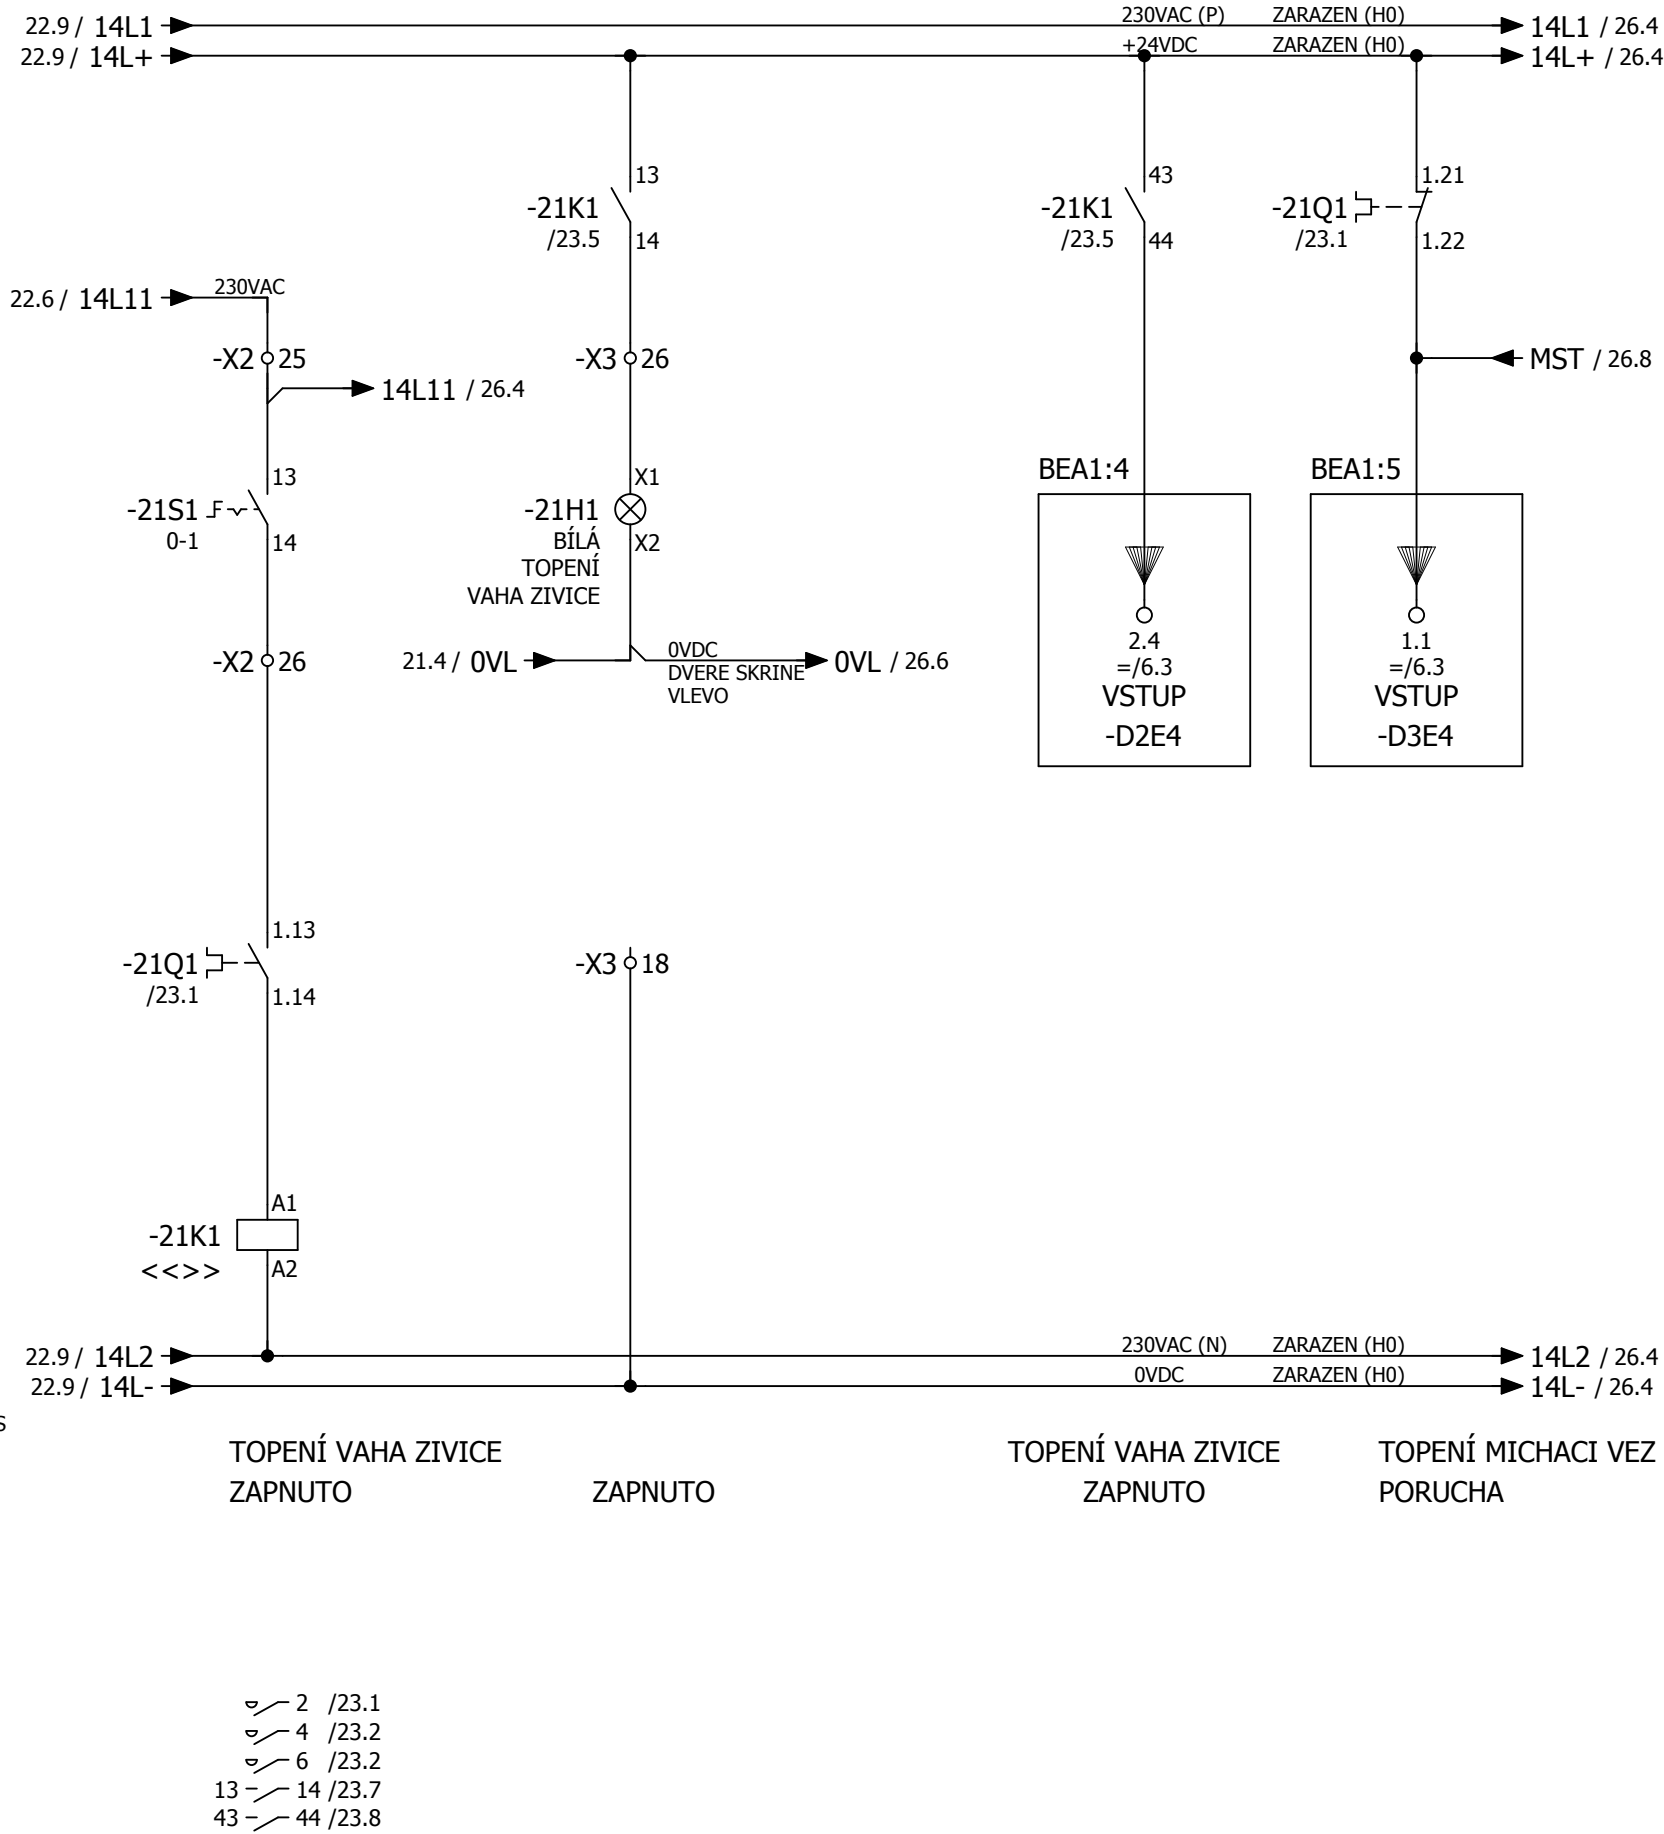 22.9 / 14L1
230VAC (P) ZARAZEN (H0)
14L1 / 26.4
22.9 / 14L+
+24VDC ZARAZEN (H0)
14L+ / 26.4
13
-21K1
/23.5
14
43
-21K1
/23.5
44
1.21
-21Q1
/23.1
1.22
22.6 / 14L11
230VAC
-X2 25
14L11 / 26.4
-X3 26
MST / 26.8
13
-21S1
0-1
14
X1
-21H1
BÍLÁ
X2
TOPENÍ
VAHA ZIVICE
BEA1:4
2.4
=/6.3
VSTUP
-D2E4
BEA1:5
1.1
=/6.3
VSTUP
-D3E4
-X2 26
21.4 / 0VL
0VDC
DVERE SKRINE
VLEVO
0VL / 26.6
1.13
-21Q1
/23.1
1.14
-X3 18
A1
-21K1
<<>>
A2
22.9 / 14L2
230VAC (N) ZARAZEN (H0)
14L2 / 26.4
22.9 / 14L-
0VDC ZARAZEN (H0)
14L- / 26.4
S
TOPENÍ VAHA ZIVICE
ZAPNUTO
ZAPNUTO
TOPENÍ VAHA ZIVICE
ZAPNUTO
TOPENÍ MICHACI VEZ
PORUCHA
2 /23.1
4 /23.2
6 /23.2
13 14 /23.7
43 44 /23.8